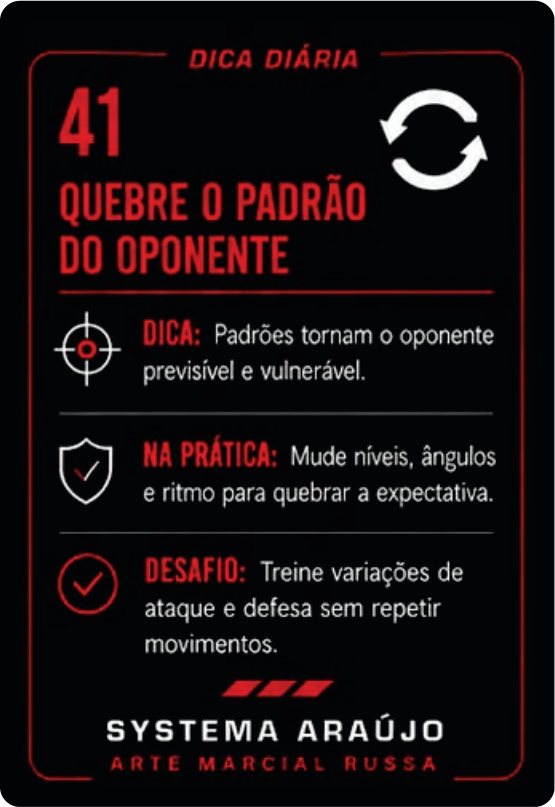 DICA DIÁRIA
41
QUEBRE O PADRÃO
DO OPONENTE
DICA: Padrões tornam o oponente
previsível e vulnerável.
NA PRÁTICA: Mude níveis, ângulos
e ritmo para quebrar a expectativa.
DESAFIO: Treine variações de
ataque e defesa sem repetir
movimentos.
SYSTEMA ARAÚJO
ARTE MARCIAL RUSSA